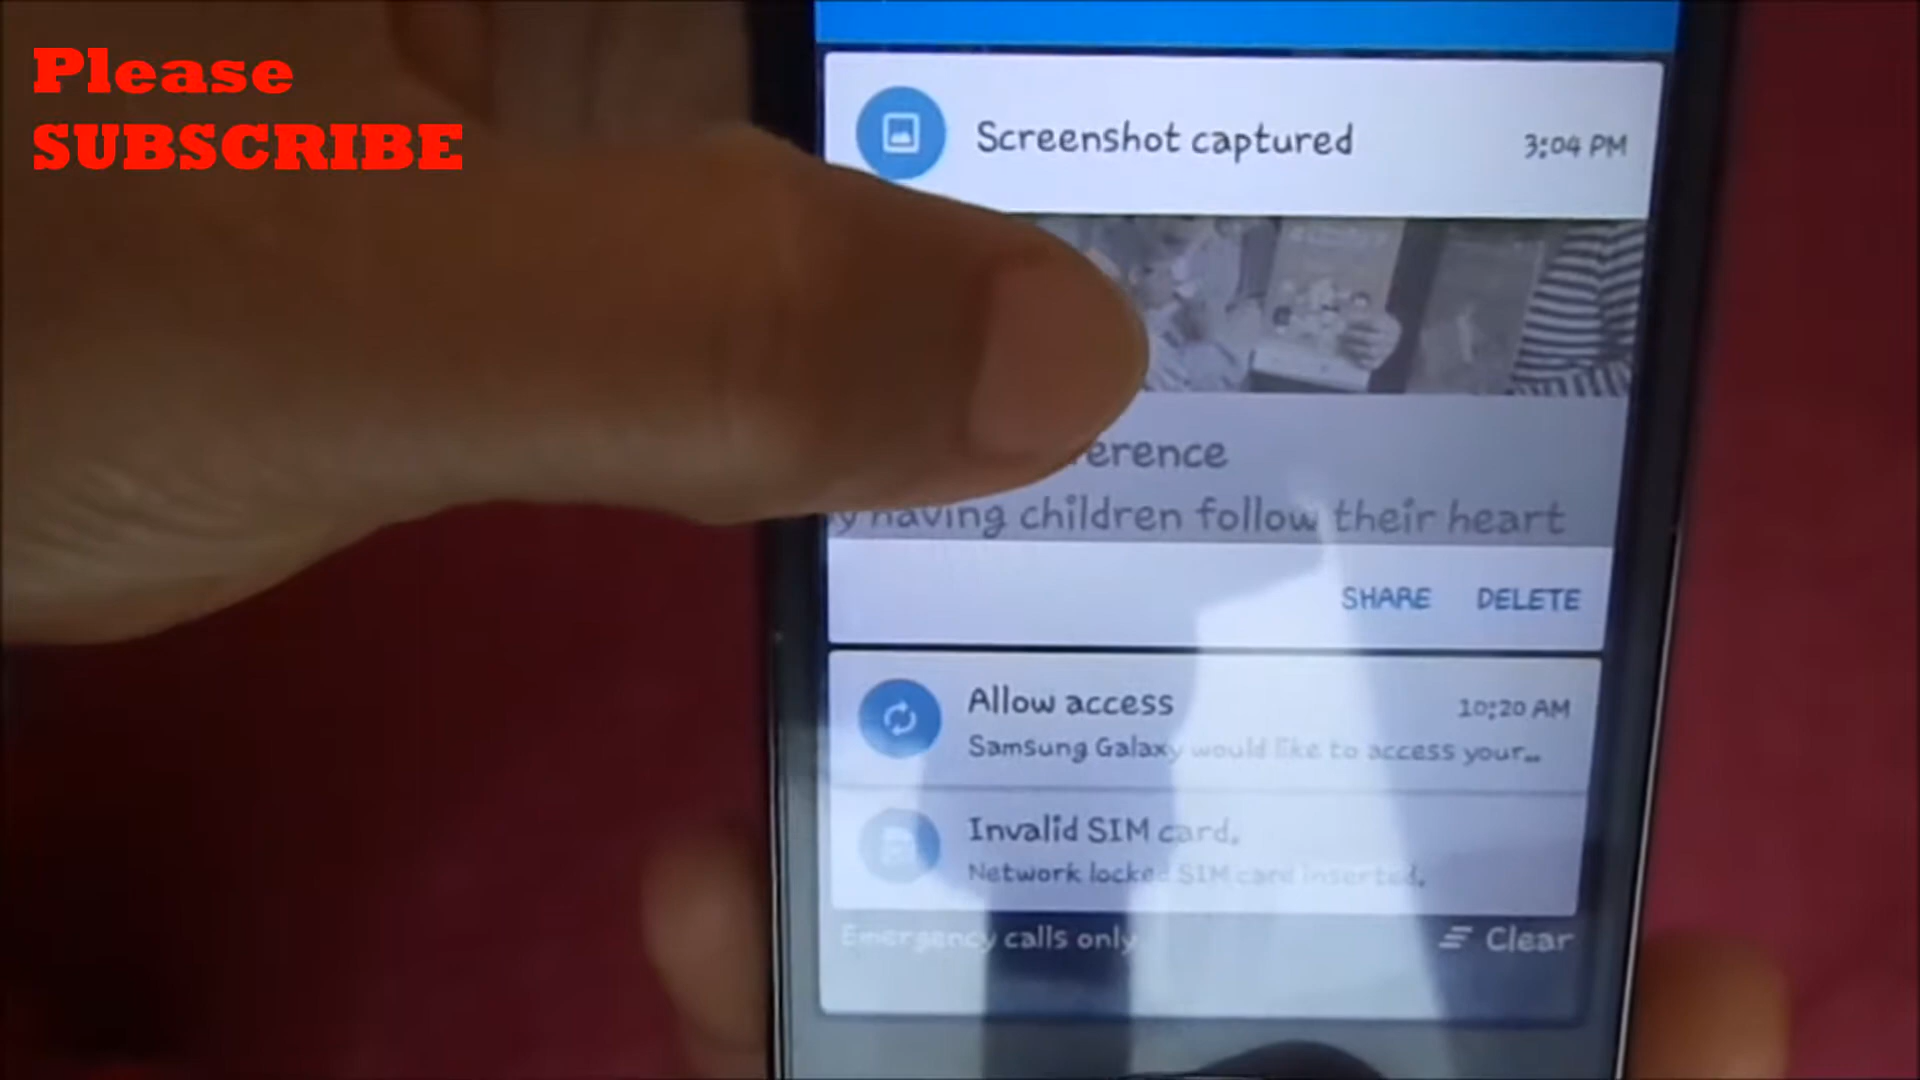 Please
SUBSCRIBE
Screenshot captured
3:04 PM
erence
y having children follow their heart
SHARE DELETE
Allow access
10:20 AM
Samsung Galaxy would like to access your...
Invalid SIM card.
Network locked SIM card inserted.
Emergency calls only
Clear